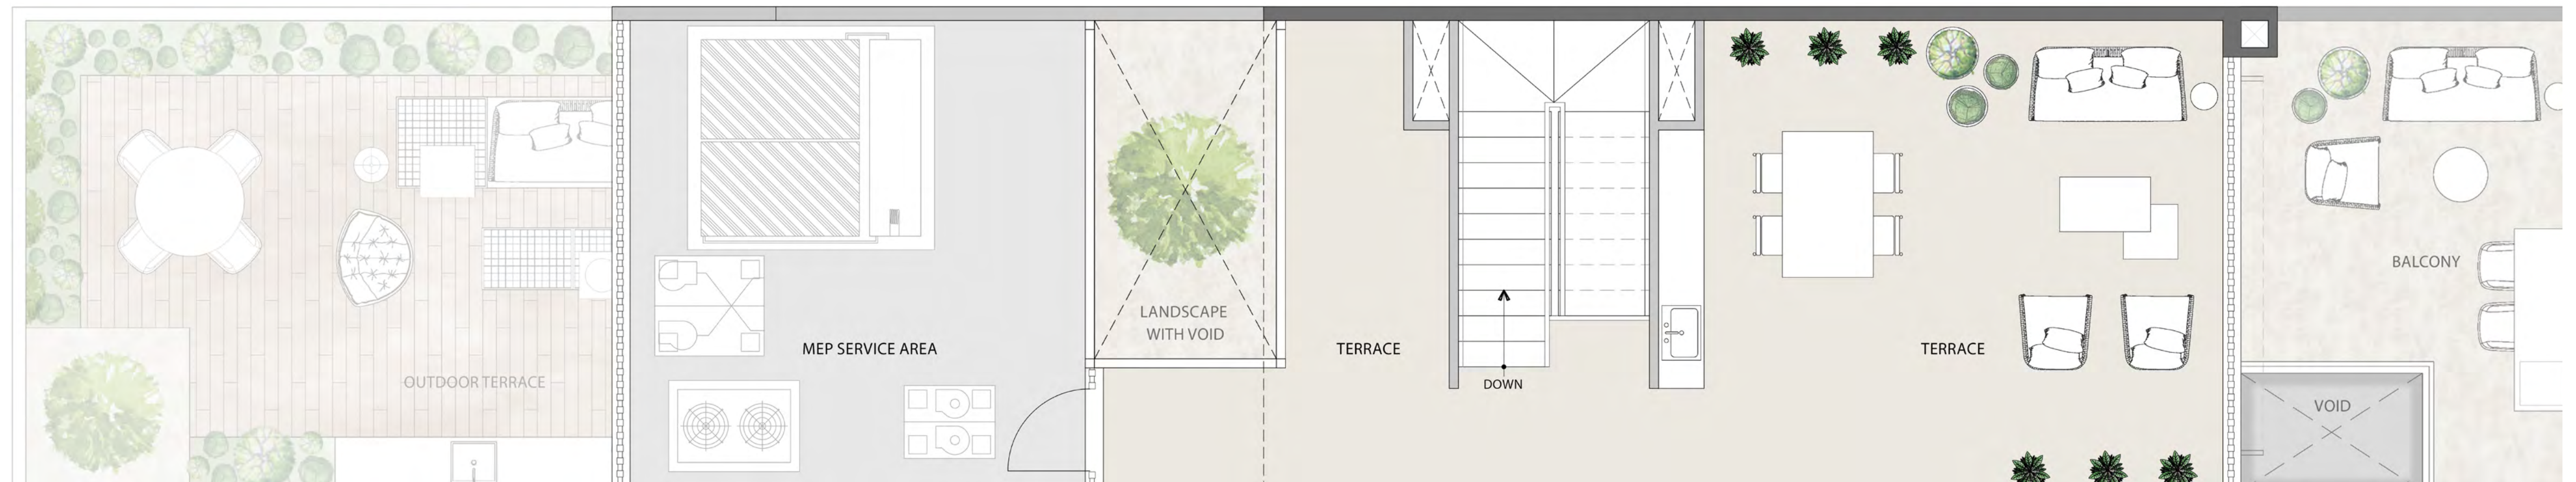 OUTDOOR TERRACE
MEP SERVICE AREA
LANDSCAPE
WITH VOID
TERRACE
DOWN
TERRACE
BALCONY
VOID